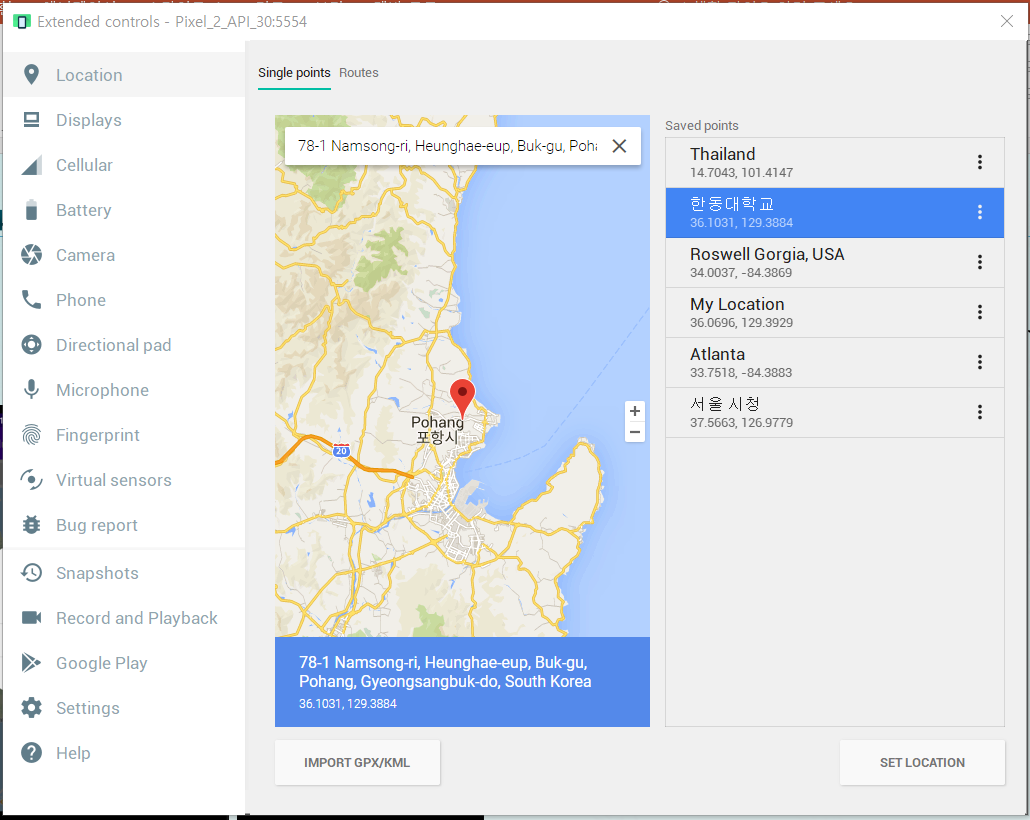 Extended controls - Pixel_2_API_30:5554
Location
Displays
Cellular
Battery
Camera
Phone
Directional pad
Microphone
Fingerprint
Virtual sensors
Bug report
Snapshots
Record and Playback
Google Play
Settings
Help
Single points
Routes
78-1 Namsong-ri, Heunghae-eup, Buk-gu, Poha
Pohang
포항시
20
+
−
78-1 Namsong-ri, Heunghae-eup, Buk-gu,
Pohang, Gyeongsangbuk-do, South Korea
36.1031, 129.3884
IMPORT GPX/KML
Saved points
Thailand
14.7043, 101.4147
한동대학교
36.1031, 129.3884
Roswell Gorgia, USA
34.0037, -84.3869
My Location
36.0696, 129.3929
Atlanta
33.7518, -84.3883
서울 시청
37.5663, 126.9779
SET LOCATION